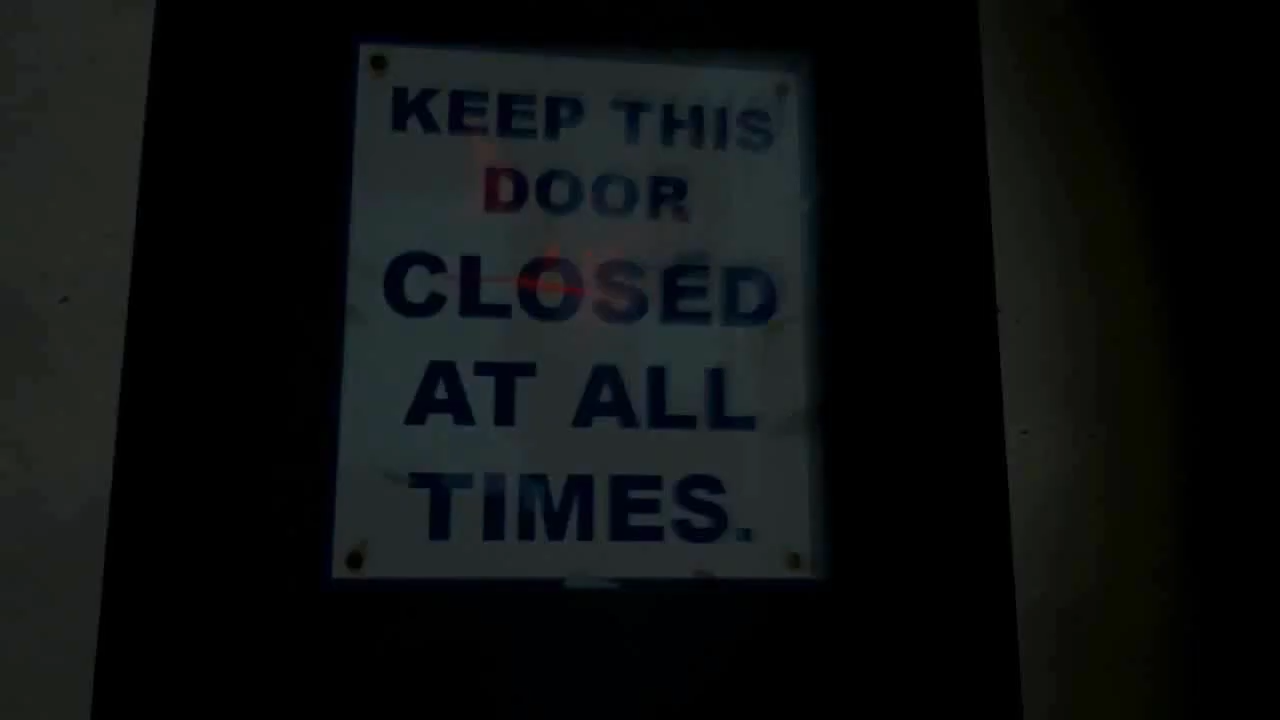 KEEP THIS
DOOR
CLOSED
AT ALL
TIMES.